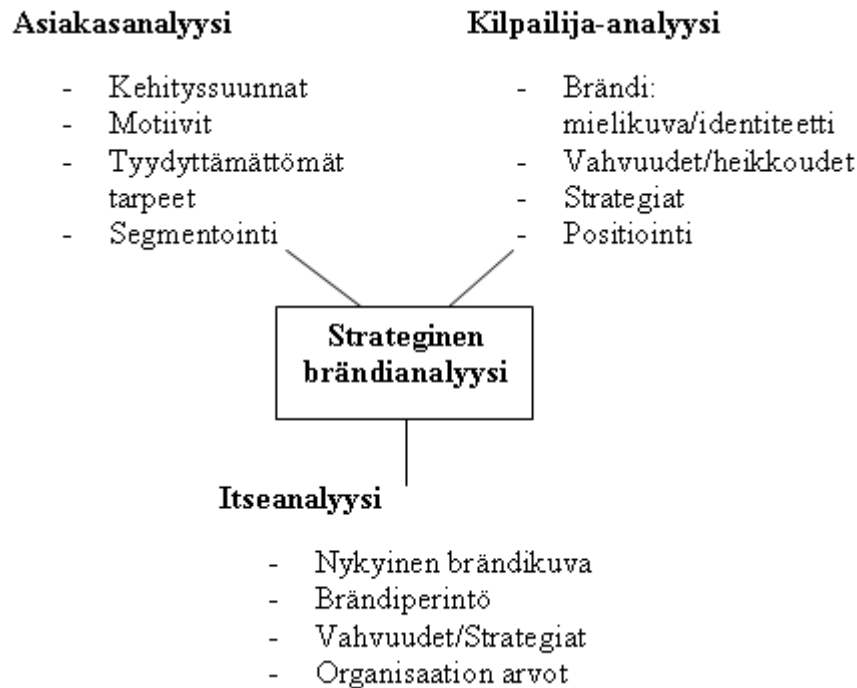 Asiakasanalyysi
- Kehityssuunnat
- Motiivit
- Tyydyttämättömät
tarpeet
- Segmentointi
Kilpailija-analyysi
- Brändi:
mielikuva/identiteetti
- Vahvuudet/heikkoudet
- Strategiat
- Positiointi
Strateginen
brändianalyysi
Itseanalyysi
- Nykyinen brändikuva
- Brändiperintö
- Vahvuudet/Strategiat
- Organisaation arvot